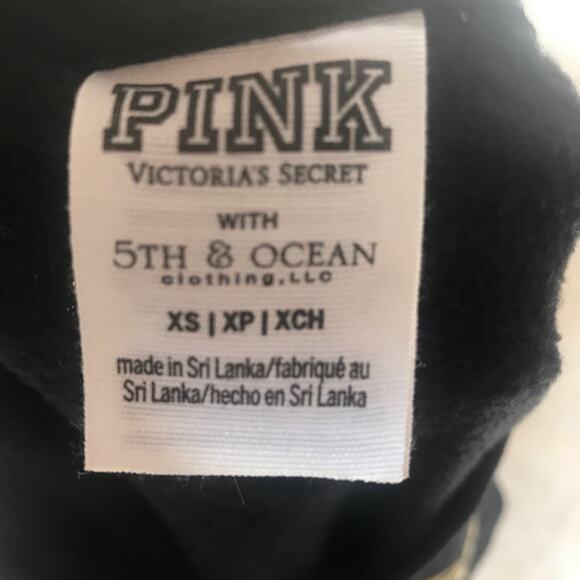 PINK
VICTORIA'S SECRET
WITH
5TH & OCEAN
clothing, LLC
XS | XP | XCH
made in Sri Lanka/fabriqué au
Sri Lanka/hecho en Sri Lanka